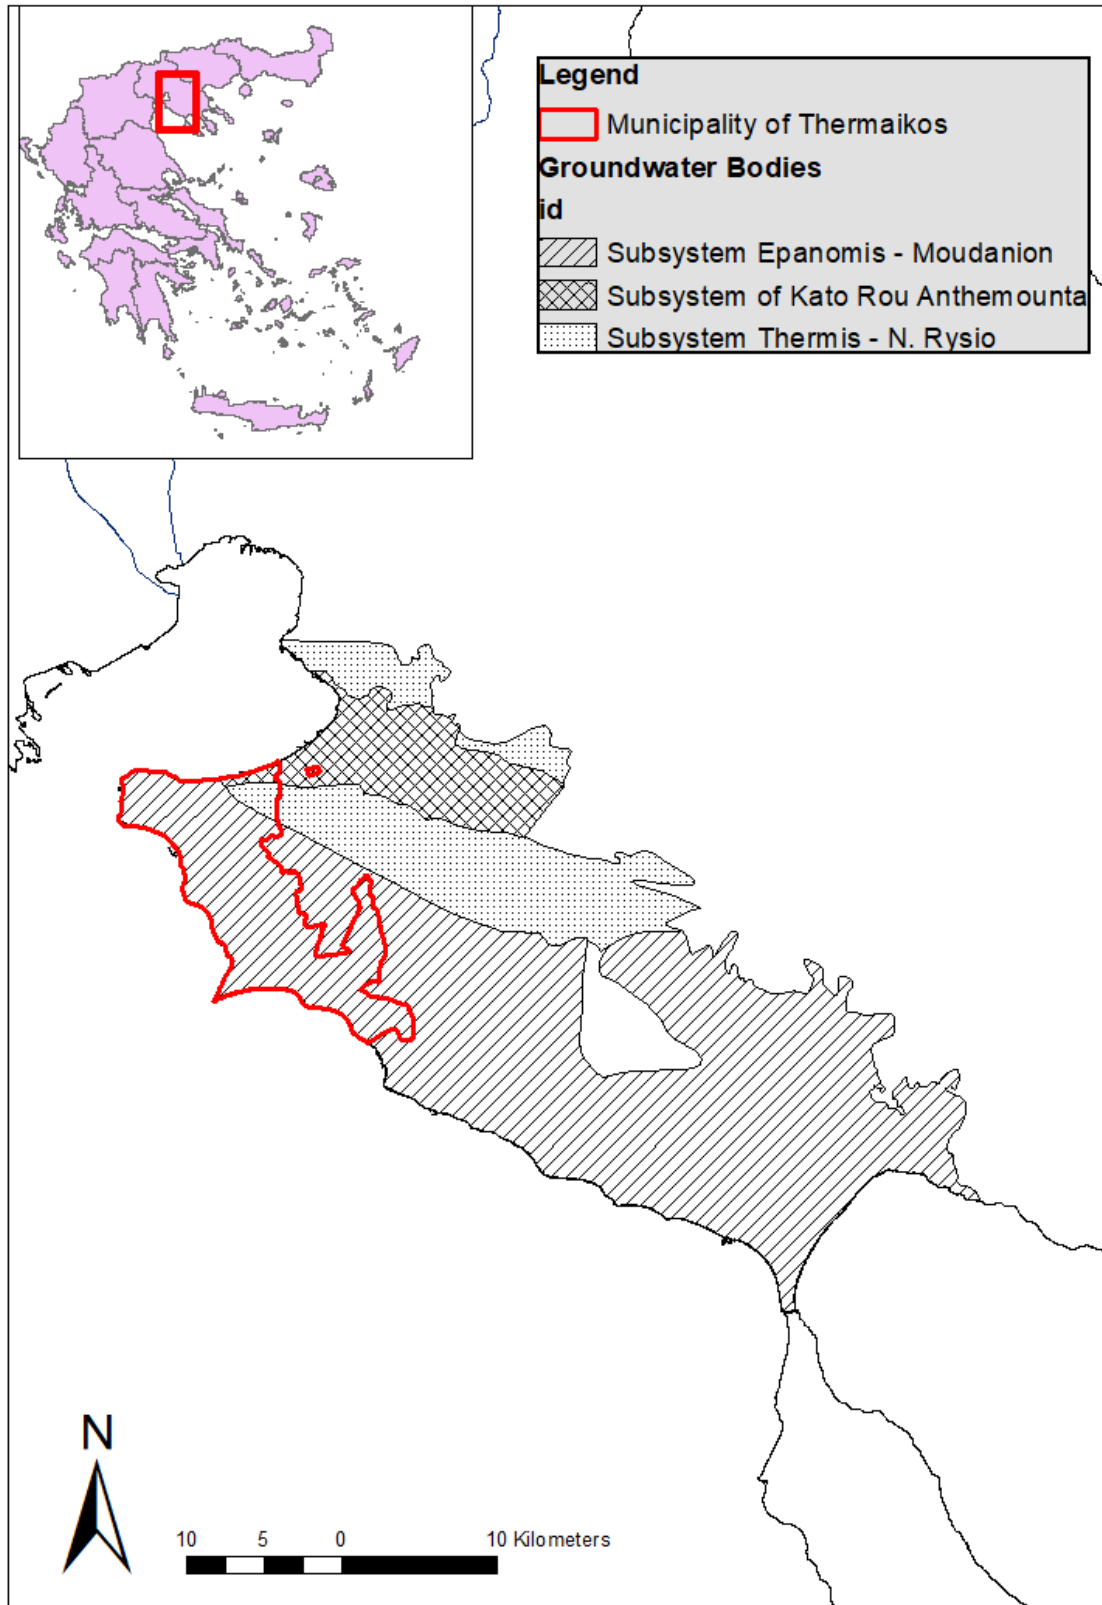 Legend
Municipality of Thermaikos
Groundwater Bodies
id
Subsystem Epanomis - Moudanion
Subsystem of Kato Rou Anthemounta
Subsystem Thermis - N. Rysio
N
10 5 0 10 Kilometers